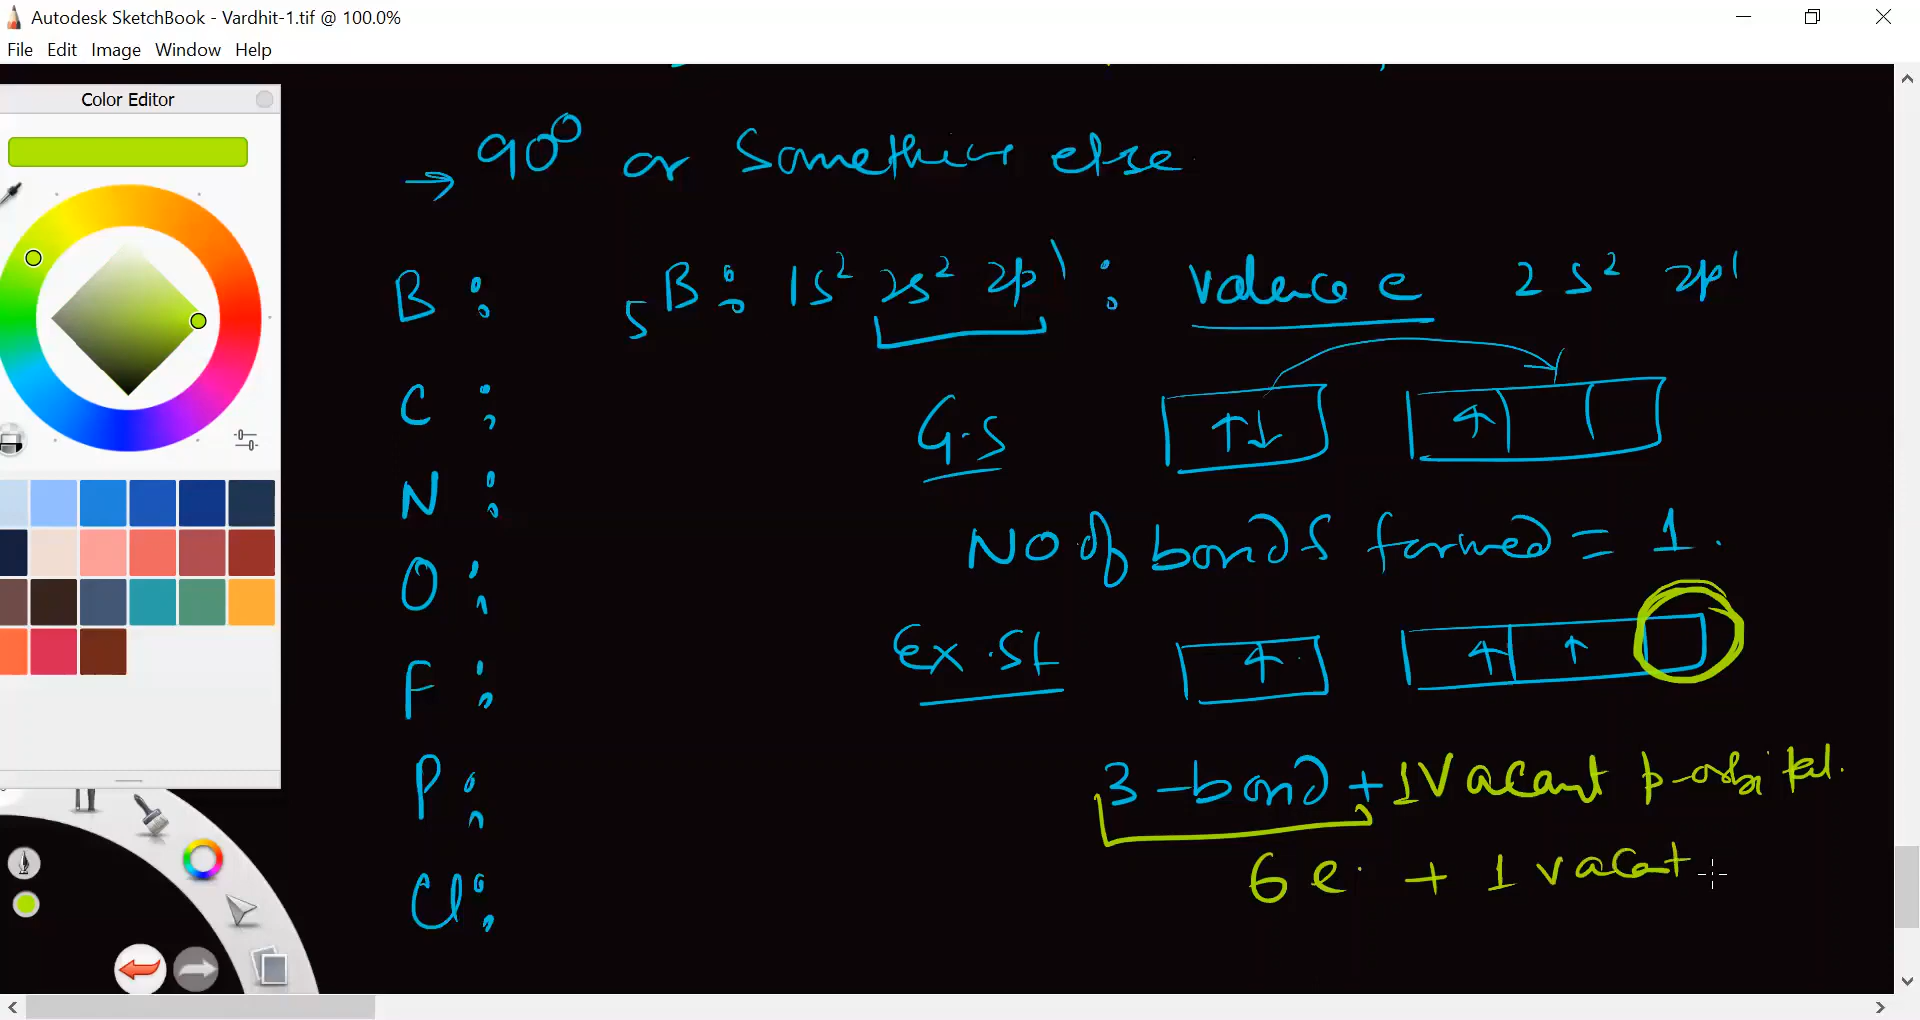 Autodesk SketchBook - Vardhit-1.tif @ 100.0%
File Edit Image Window Help
Color Editor
→ 90° or Something else
B : ₅B : 1s² 2s² 2p¹ : Valence e 2s² 2p¹
C : G.S ↑↓ ↑
N : NO of bonds formed = 1.
O :
F : Ex.St ↑ ↑ ↑
P : 3-bond + 1 Vacant p-orbital.
Cl : 6 e. + 1 vacant